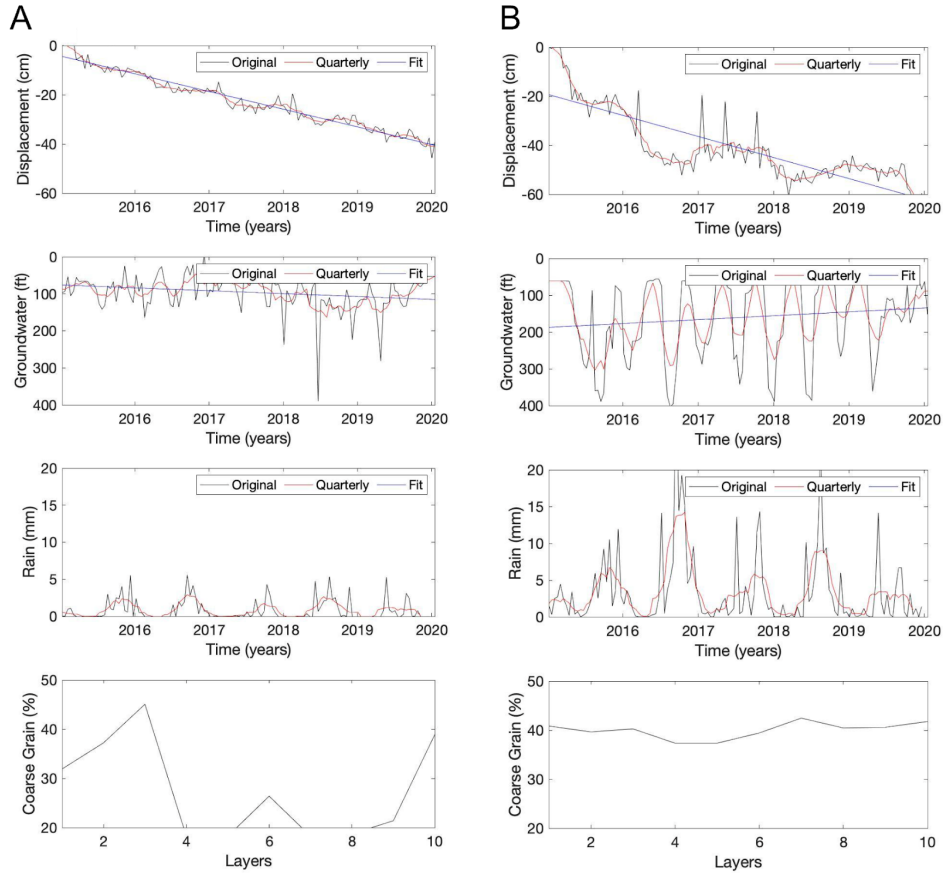 A
Original Quarterly Fit
Displacement (cm)
0
-20
-40
-60
2016 2017 2018 2019 2020
Time (years)
Original Quarterly Fit
Groundwater (ft)
0
100
200
300
400
2016 2017 2018 2019 2020
Time (years)
Original Quarterly Fit
Rain (mm)
20
15
10
5
0
2016 2017 2018 2019 2020
Time (years)
Coarse Grain (%)
50
40
30
20
2 4 6 8 10
Layers
B
Original Quarterly Fit
Displacement (cm)
0
-20
-40
-60
2016 2017 2018 2019 2020
Time (years)
Original Quarterly Fit
Groundwater (ft)
0
100
200
300
400
2016 2017 2018 2019 2020
Time (years)
Original Quarterly Fit
Rain (mm)
20
15
10
5
0
2016 2017 2018 2019 2020
Time (years)
Coarse Grain (%)
50
40
30
20
2 4 6 8 10
Layers